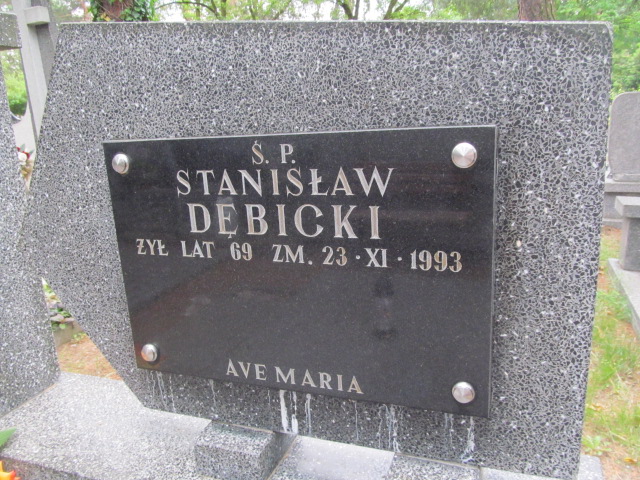 Ś. P.
STANISŁAW
DĘBICKI
ŻYŁ LAT 69 ZM. 23·XI·1993
AVE MARIA